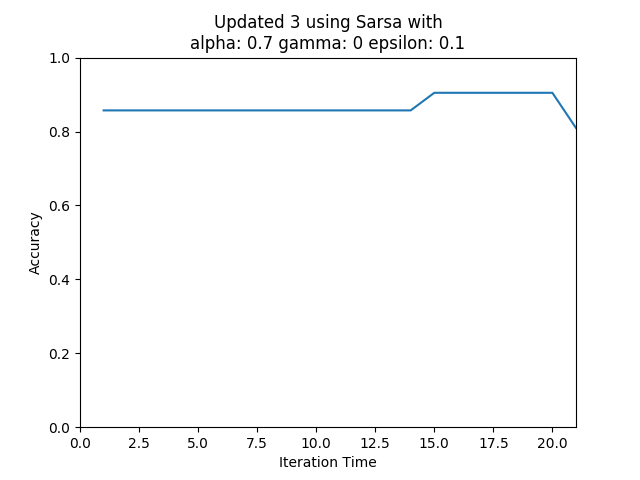 Updated 3 using Sarsa with
alpha: 0.7 gamma: 0 epsilon: 0.1
1.0
0.8
0.6
0.4
0.2
0.0
Accuracy
0.0 2.5 5.0 7.5 10.0 12.5 15.0 17.5 20.0
Iteration Time